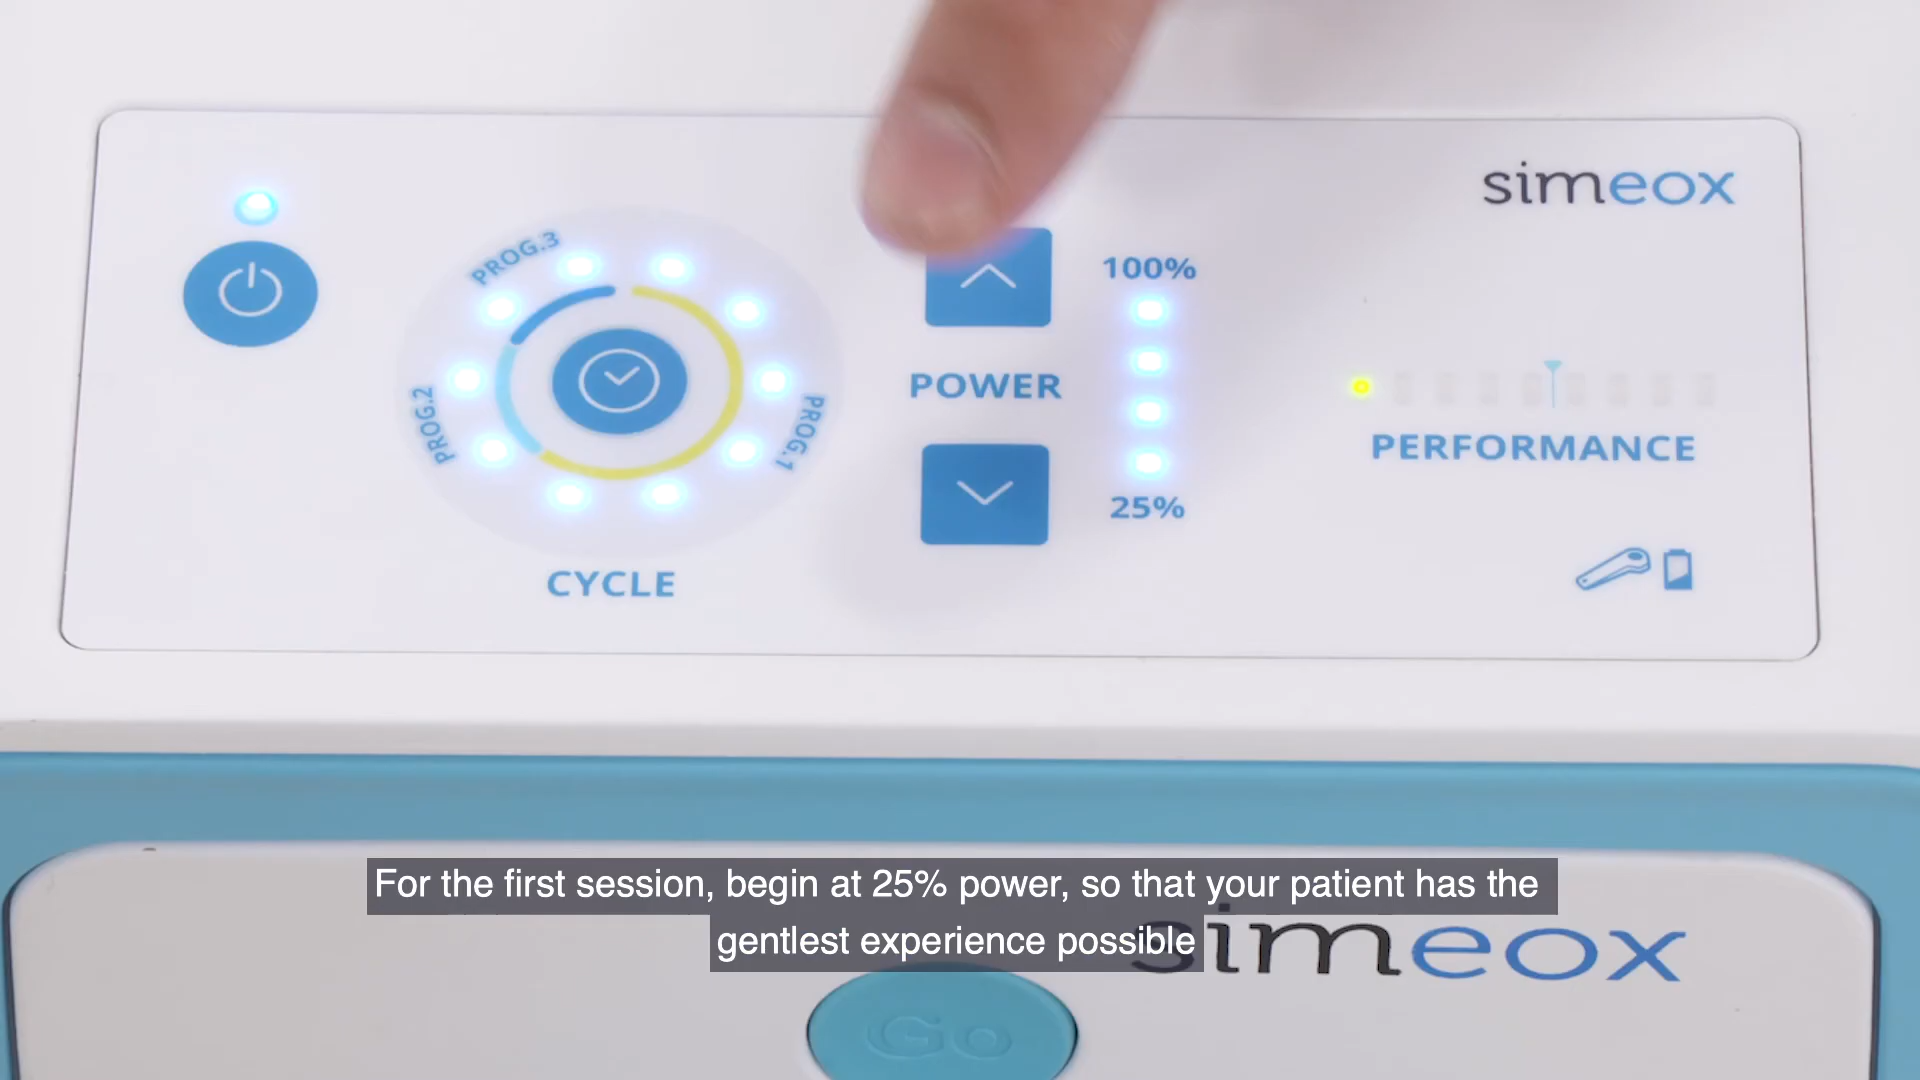 simeox
PROG.3
100%
POWER
PROG.2
PROG.1
PERFORMANCE
25%
CYCLE
For the first session, begin at 25% power, so that your patient has the
gentlest experience possible
simeox
Go